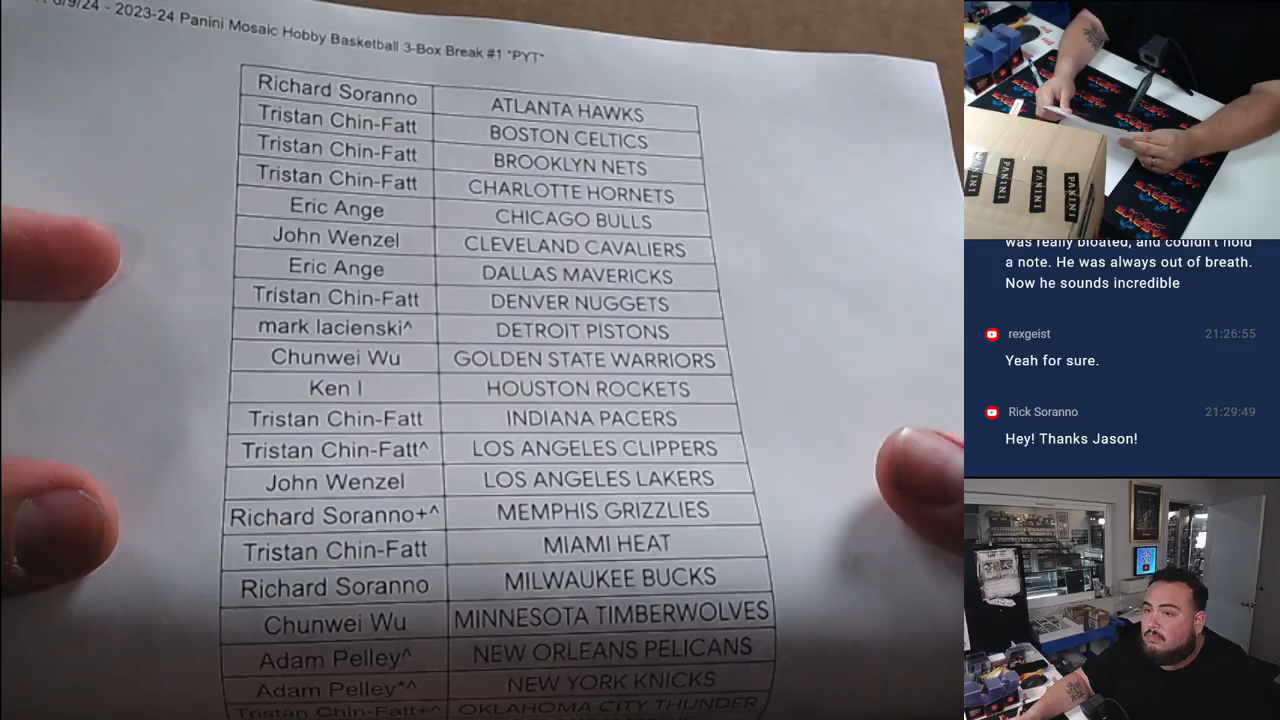 6/9/24 - 2023-24 Panini Mosaic Hobby Basketball 3-Box Break #1 *PYT*
Richard Soranno ATLANTA HAWKS
Tristan Chin-Fatt BOSTON CELTICS
Tristan Chin-Fatt BROOKLYN NETS
Tristan Chin-Fatt CHARLOTTE HORNETS
Eric Ange CHICAGO BULLS
John Wenzel CLEVELAND CAVALIERS
Eric Ange DALLAS MAVERICKS
Tristan Chin-Fatt DENVER NUGGETS
mark lacienski^ DETROIT PISTONS
Chunwei Wu GOLDEN STATE WARRIORS
Ken I HOUSTON ROCKETS
Tristan Chin-Fatt INDIANA PACERS
Tristan Chin-Fatt^ LOS ANGELES CLIPPERS
John Wenzel LOS ANGELES LAKERS
Richard Soranno+^ MEMPHIS GRIZZLIES
Tristan Chin-Fatt MIAMI HEAT
Richard Soranno MILWAUKEE BUCKS
Chunwei Wu MINNESOTA TIMBERWOLVES
Adam Pelley^ NEW ORLEANS PELICANS
Adam Pelley*^ NEW YORK KNICKS
Tristan Chin-Fatt+^ OKLAHOMA CITY THUNDER
PANINI PANINI PANINI PANINI
was really bloated, and couldn't hold
a note. He was always out of breath.
Now he sounds incredible
rexgeist 21:26:55
Yeah for sure.
Rick Soranno 21:29:49
Hey! Thanks Jason!